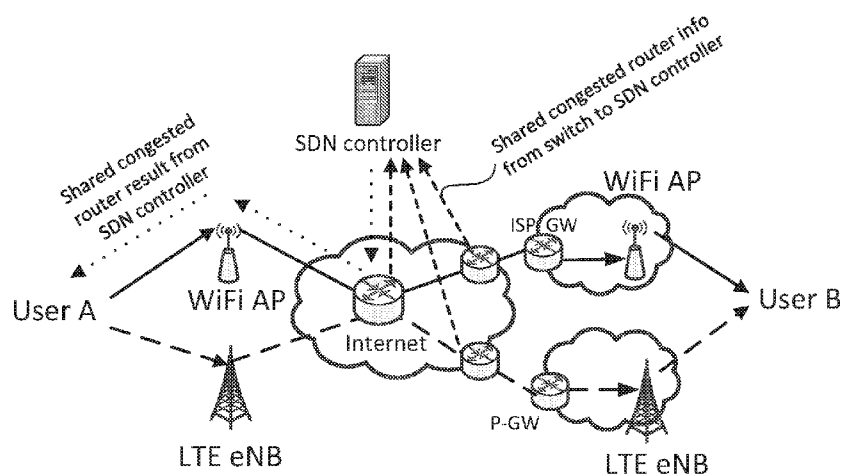 Shared congested
router result from
SDN controller
SDN controller
Shared congested router info
from switch to SDN controller
WiFi AP
ISP GW
User A
WiFi AP
Internet
User B
P-GW
LTE eNB
LTE eNB